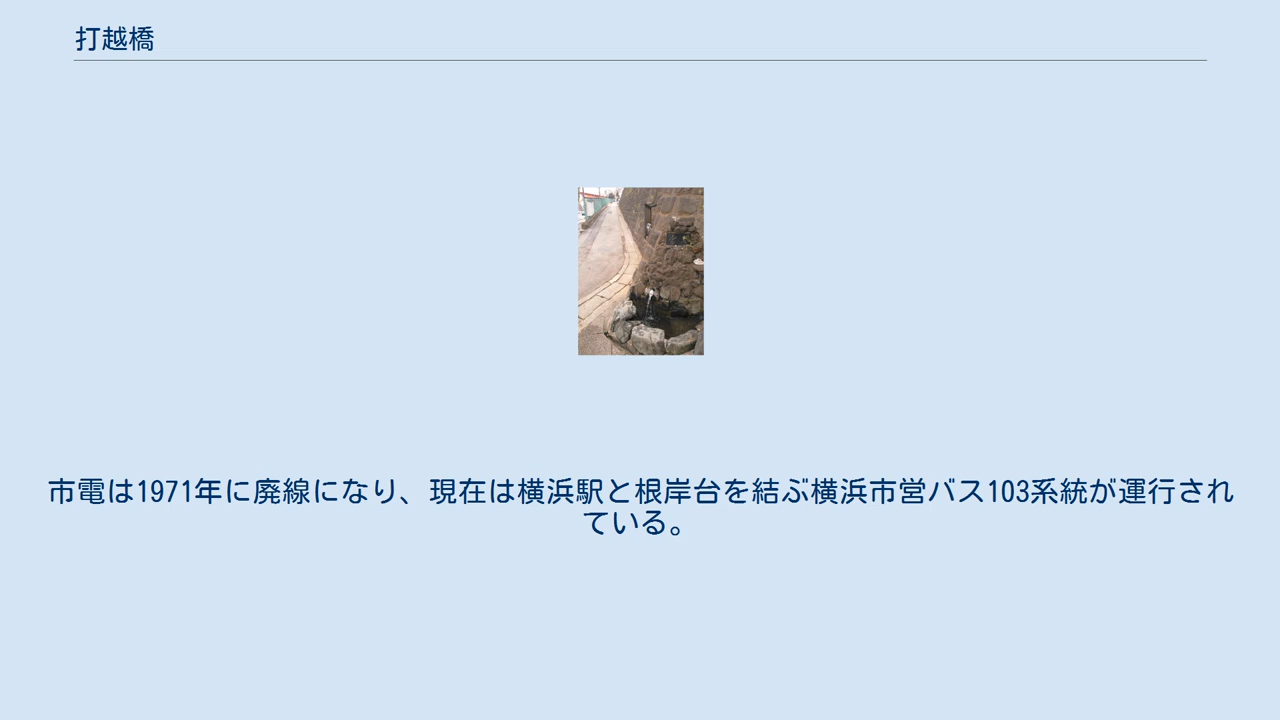 打越橋
市電は1971年に廃線になり、現在は横浜駅と根岸台を結ぶ横浜市営バス103系統が運行され
ている。